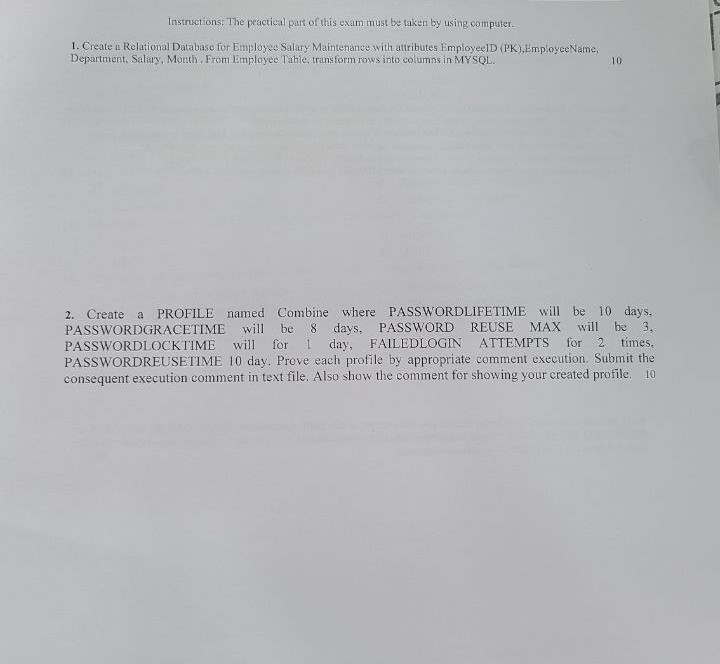 Instructions: The practical part of this exam must be taken by using computer.
1. Create a Relational Database for Employee Salary Maintenance with attributes EmployeeID (PK),EmployeeName,
Department, Salary, Month . From Employee Table, transform rows into columns in MYSQL. 10
2. Create a PROFILE named Combine where PASSWORDLIFETIME will be 10 days,
PASSWORDGRACETIME will be 8 days, PASSWORD REUSE MAX will be 3,
PASSWORDLOCKTIME will for 1 day, FAILEDLOGIN ATTEMPTS for 2 times,
PASSWORDREUSETIME 10 day. Prove each profile by appropriate comment execution. Submit the
consequent execution comment in text file. Also show the comment for showing your created profile. 10